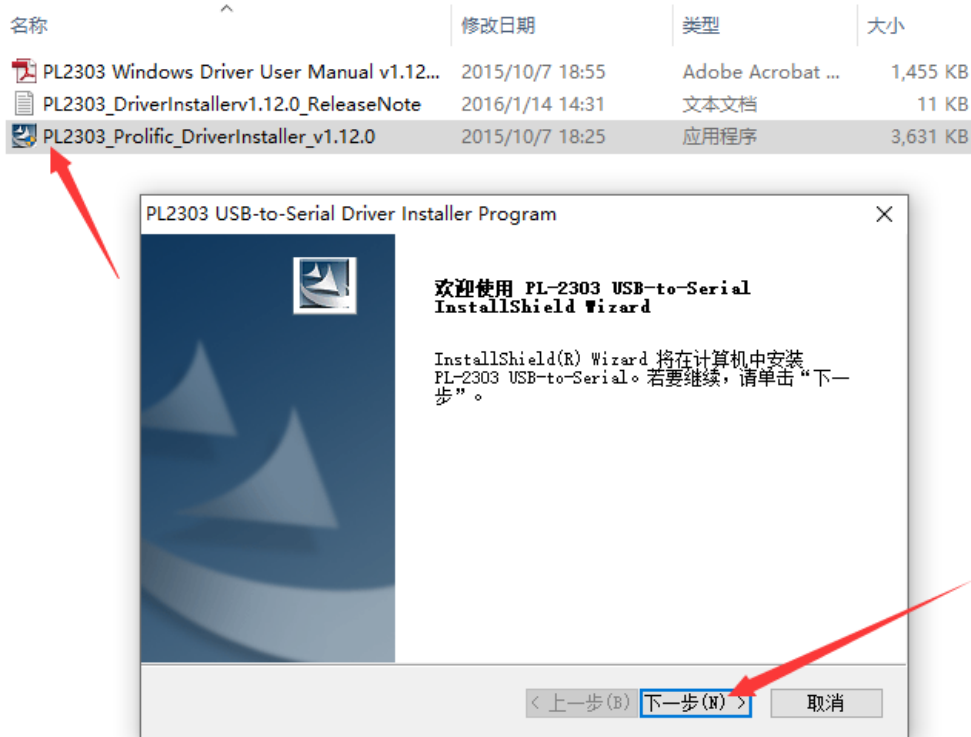 名称 修改日期 类型 大小
PL2303 Windows Driver User Manual v1.12... 2015/10/7 18:55 Adobe Acrobat ... 1,455 KB
PL2303_DriverInstallerv1.12.0_ReleaseNote 2016/1/14 14:31 文本文档 11 KB
PL2303_Prolific_DriverInstaller_v1.12.0 2015/10/7 18:25 应用程序 3,631 KB
PL2303 USB-to-Serial Driver Installer Program
欢迎使用 PL-2303 USB-to-Serial
InstallShield Wizard
InstallShield(R) Wizard 将在计算机中安装
PL-2303 USB-to-Serial。若要继续，请单击“下一
步”。
< 上一步(B) 下一步(N) > 取消